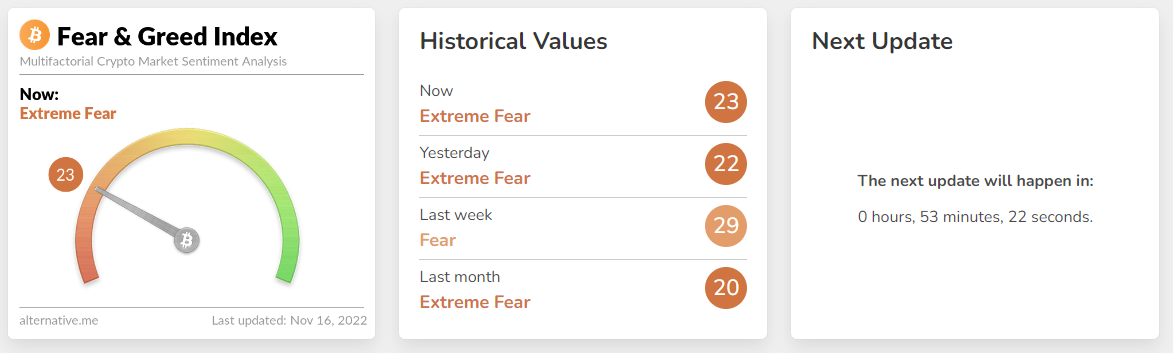 Fear & Greed Index
Multifactorial Crypto Market Sentiment Analysis
Now:
Extreme Fear
23
alternative.me
Last updated: Nov 16, 2022
Historical Values
Now
Extreme Fear
23
Yesterday
Extreme Fear
22
Last week
Fear
29
Last month
Extreme Fear
20
Next Update
The next update will happen in:
0 hours, 53 minutes, 22 seconds.